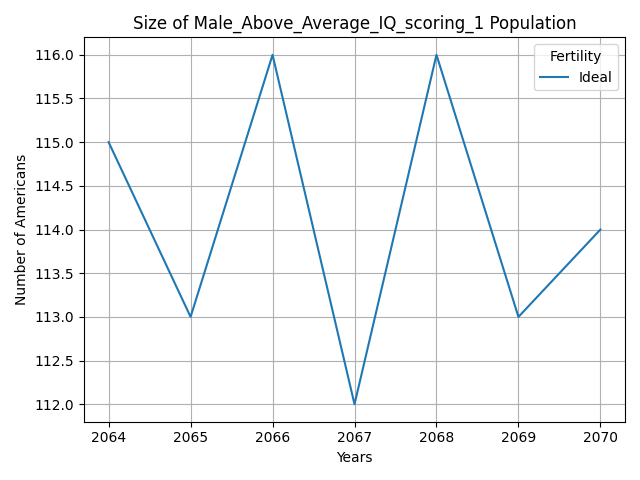 Size of Male_Above_Average_IQ_scoring_1 Population
Fertility
Ideal
Number of Americans
116.0
115.5
115.0
114.5
114.0
113.5
113.0
112.5
112.0
2064 2065 2066 2067 2068 2069 2070
Years